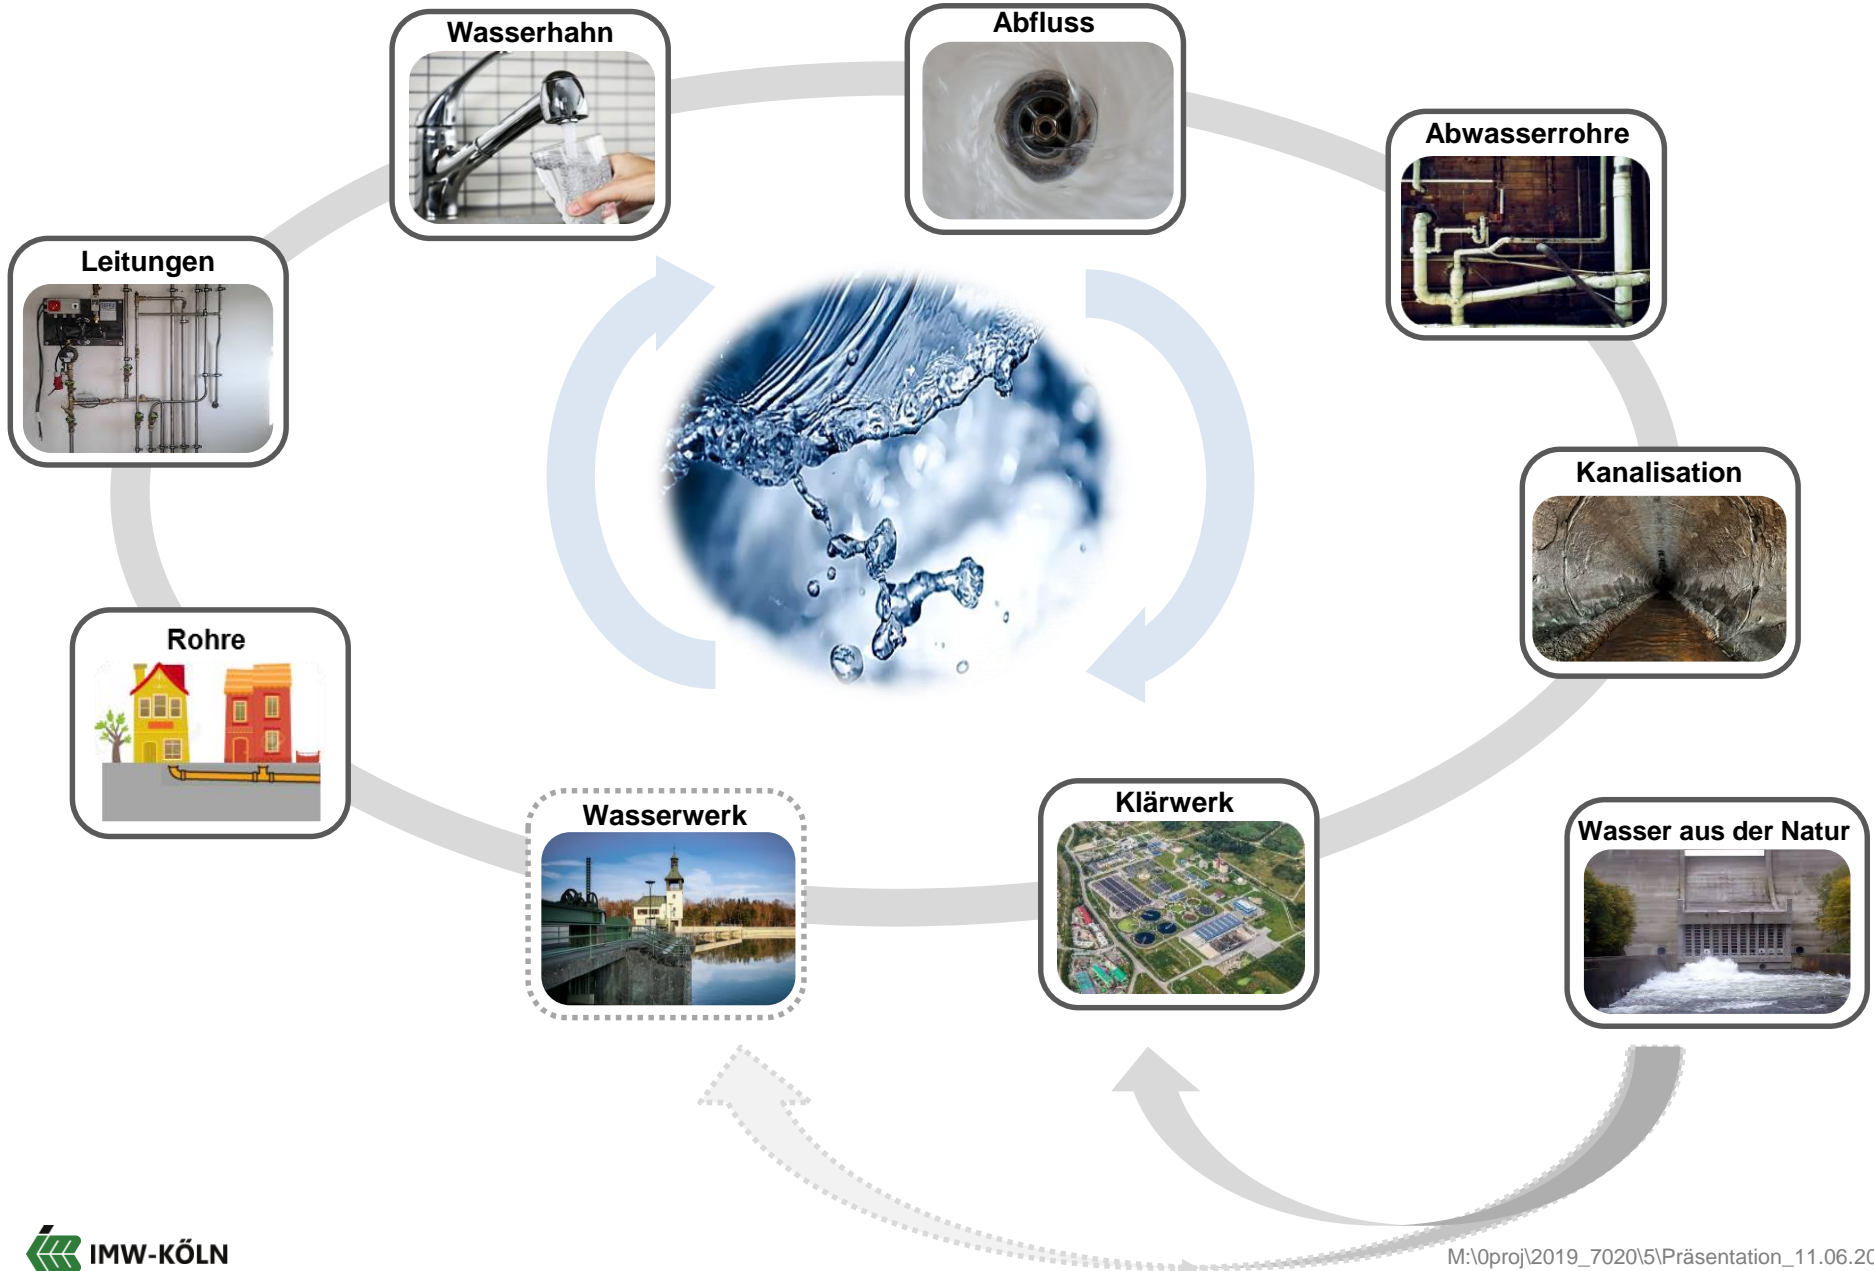 Wasserhahn
Abfluss
Abwasserrohre
Leitungen
Kanalisation
Rohre
Wasserwerk
Klärwerk
Wasser aus der Natur
IMW-KÖLN
M:\0proj\2019_7020\5\Präsentation_11.06.20